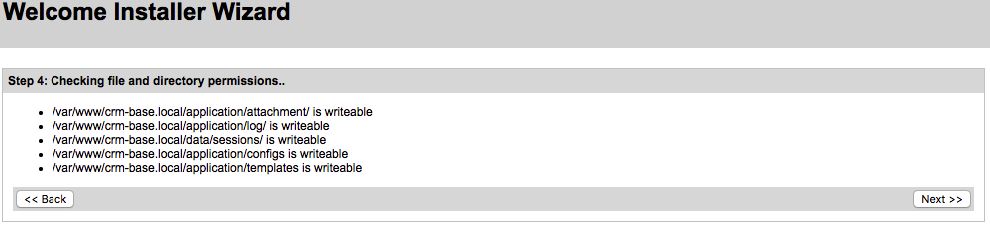 Welcome Installer Wizard
Step 4: Checking file and directory permissions..
/var/www/crm-base.local/application/attachment/ is writeable
/var/www/crm-base.local/application/log/ is writeable
/var/www/crm-base.local/data/sessions/ is writeable
/var/www/crm-base.local/application/configs is writeable
/var/www/crm-base.local/application/templates is writeable
<< Back Next >>